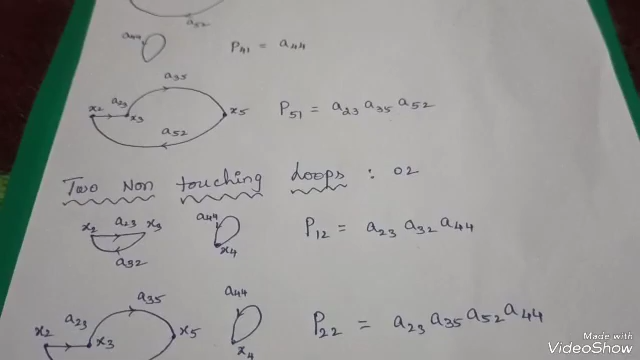 a52
a44 P41 = a44
a35
x2 a23 x3 x5 P51 = a23 a35 a52
a52
Two Non touching Loops : 02
x2 a23 x3 a44 x4 P12 = a23 a32 a44
a32
a35 a44
x2 a23 x3 x5 x4 P22 = a23 a35 a52 a44
Made with
VideoShow